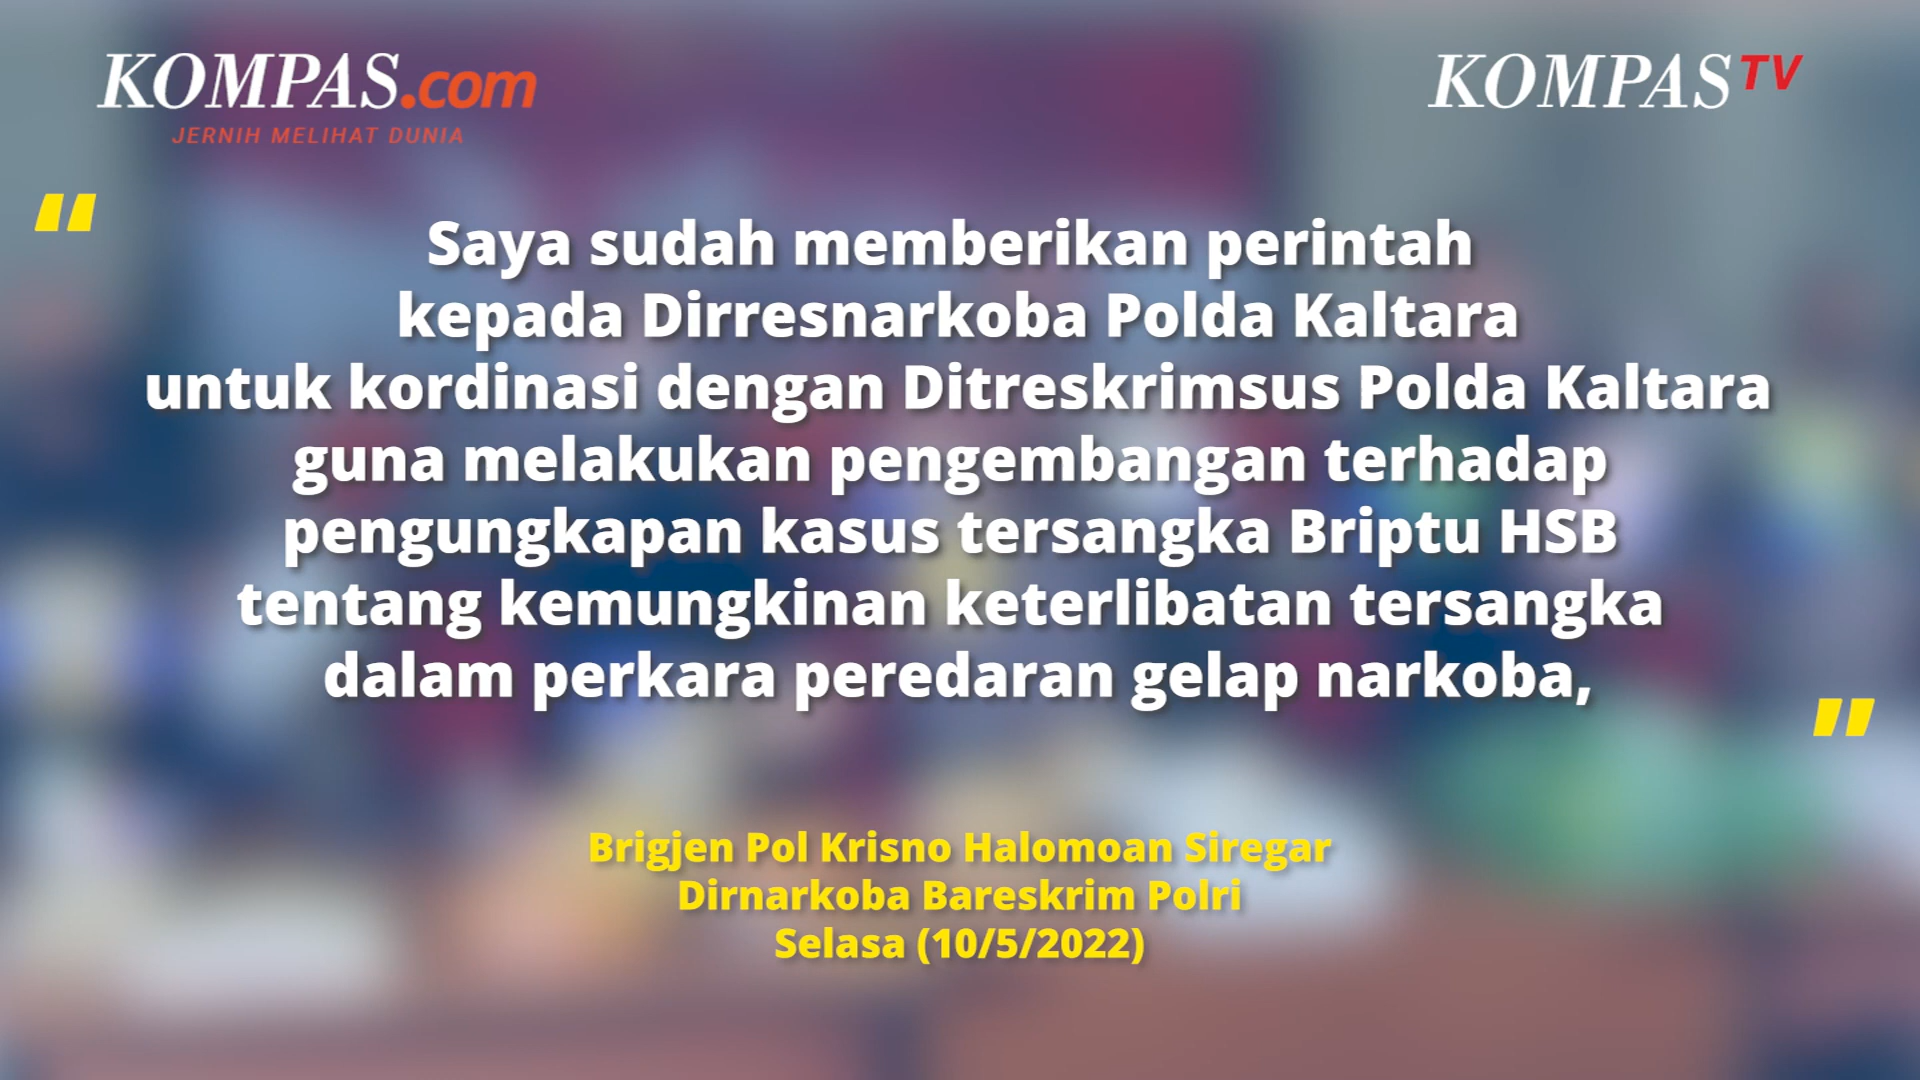 KOMPAS.com
JERNIH MELIHAT DUNIA
KOMPAS TV
"
Saya sudah memberikan perintah
kepada Dirresnarkoba Polda Kaltara
untuk kordinasi dengan Ditreskrimsus Polda Kaltara
guna melakukan pengembangan terhadap
pengungkapan kasus tersangka Briptu HSB
tentang kemungkinan keterlibatan tersangka
dalam perkara peredaran gelap narkoba,
"
Brigjen Pol Krisno Halomoan Siregar
Dirnarkoba Bareskrim Polri
Selasa (10/5/2022)